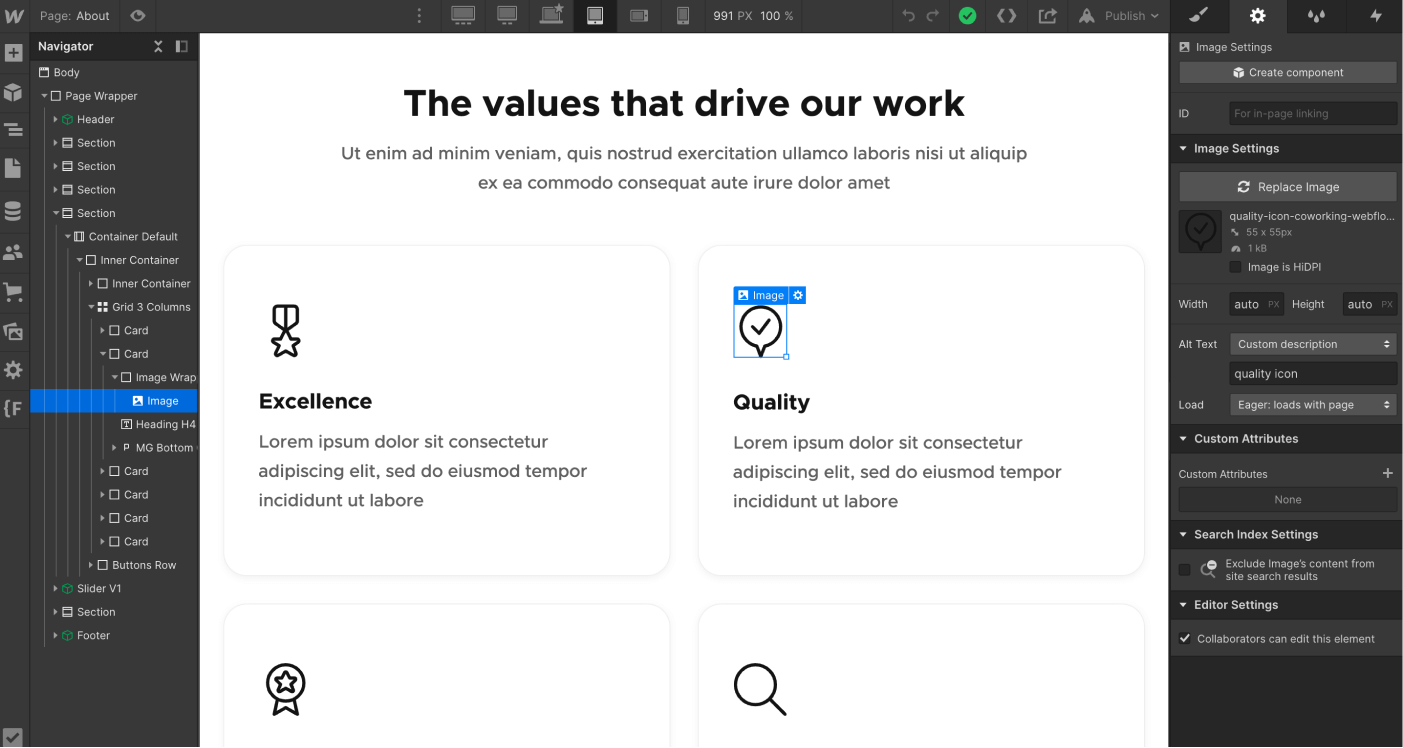 Page: About
991 PX 100 %
Publish
Navigator
Body
Page Wrapper
Header
Section
Section
Section
Section
Container Default
Inner Container
Inner Container
Grid 3 Columns
Card
Card
Image Wrap
Image
Heading H4
MG Bottom
Card
Card
Card
Card
Buttons Row
Slider V1
Section
Footer
{F
The values that drive our work
Ut enim ad minim veniam, quis nostrud exercitation ullamco laboris nisi ut aliquip
ex ea commodo consequat aute irure dolor amet
Excellence
Lorem ipsum dolor sit consectetur
adipiscing elit, sed do eiusmod tempor
incididunt ut labore
Image
Quality
Lorem ipsum dolor sit consectetur
adipiscing elit, sed do eiusmod tempor
incididunt ut labore
Image Settings
Create component
ID For in-page linking
Image Settings
Replace Image
quality-icon-coworking-webflo...
55 x 55px
1 kB
Image is HiDPI
Width auto PX Height auto PX
Alt Text Custom description
quality icon
Load Eager: loads with page
Custom Attributes
Custom Attributes
None
Search Index Settings
Exclude Image's content from
site search results
Editor Settings
Collaborators can edit this element